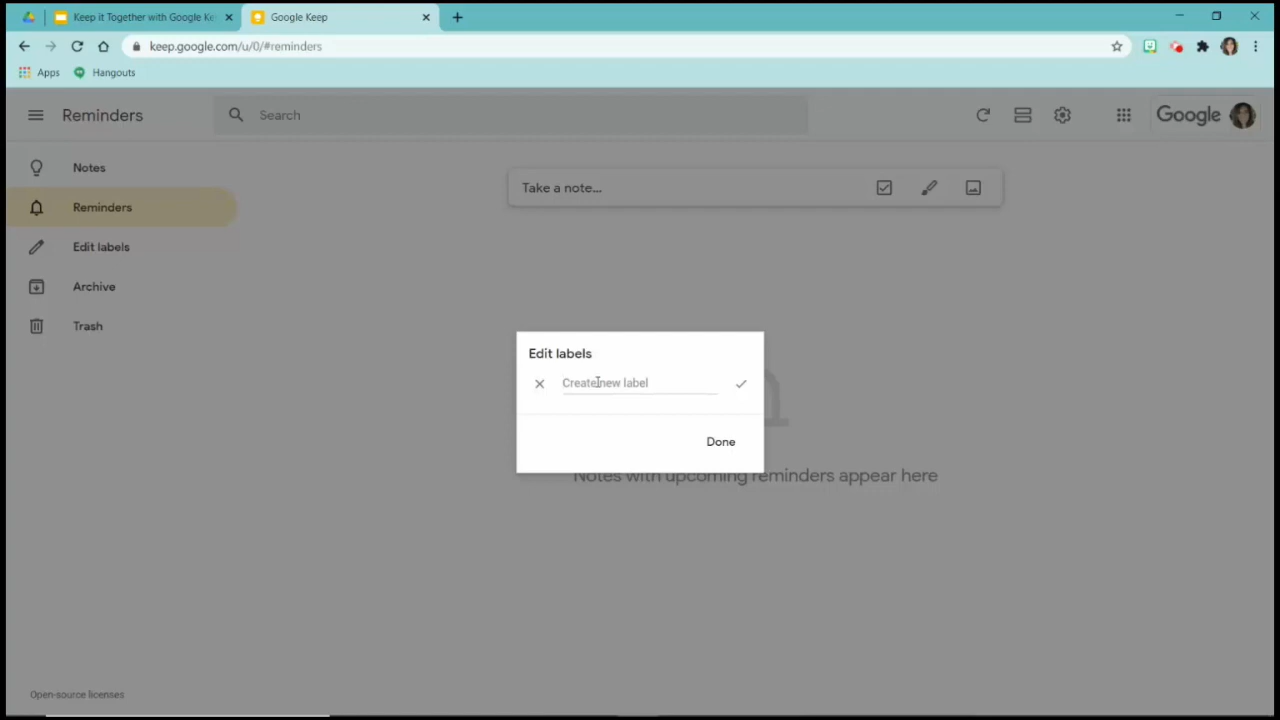 Keep it Together with Google Ke
Google Keep
keep.google.com/u/0/#reminders
Apps
Hangouts
Reminders
Search
Google
Notes
Take a note...
Reminders
Edit labels
Archive
Trash
Edit labels
Create new label
Done
Notes with upcoming reminders appear here
Open-source licenses